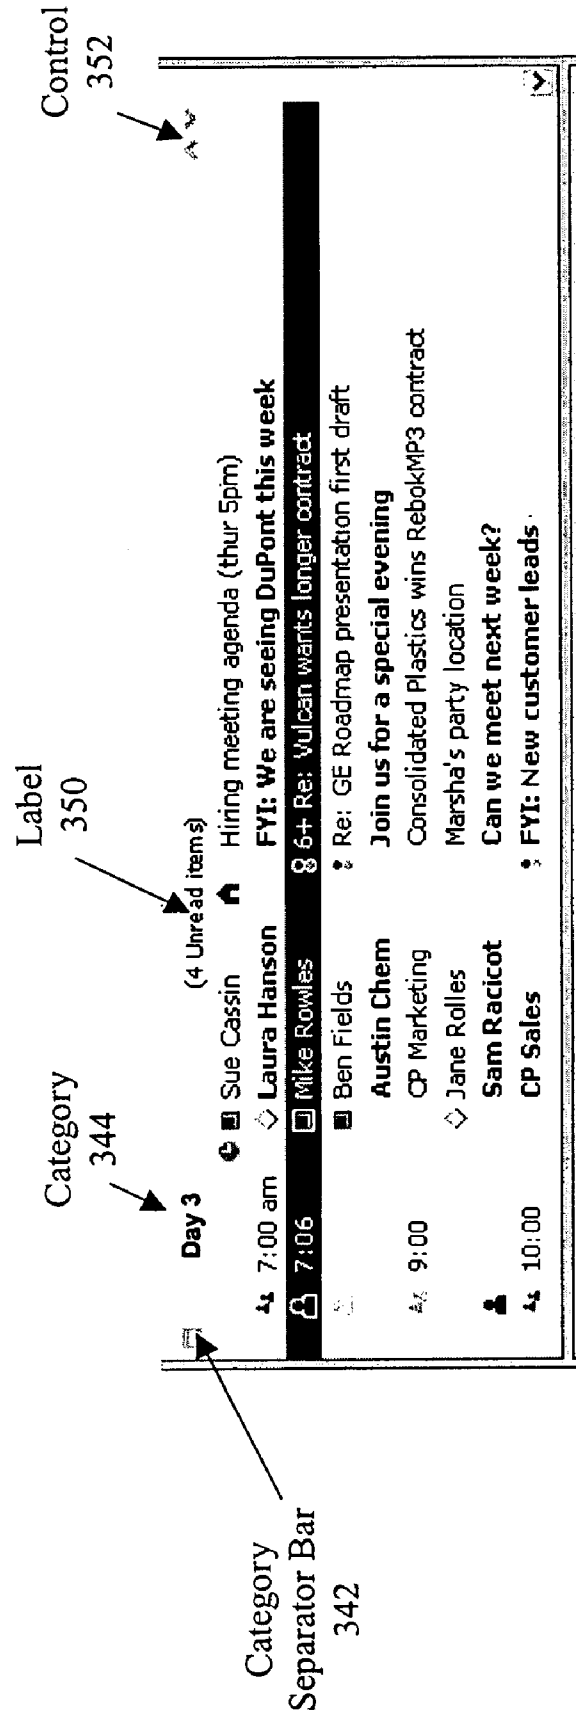 Control
352
Label
350
Category
344
Category
Separator Bar
342
Day 3 (4 Unread items)
Sue Cassin Hiring meeting agenda (thur 5pm)
7:00 am Laura Hanson FYI: We are seeing DuPont this week
7:06 Mike Rowles 6+ Re: Vulcan wants longer contract
Ben Fields Re: GE Roadmap presentation first draft
Austin Chem Join us for a special evening
9:00 CP Marketing Consolidated Plastics wins RebokMP3 contract
Jane Rolles Marsha's party location
Sam Racicot Can we meet next week?
10:00 CP Sales FYI: New customer leads